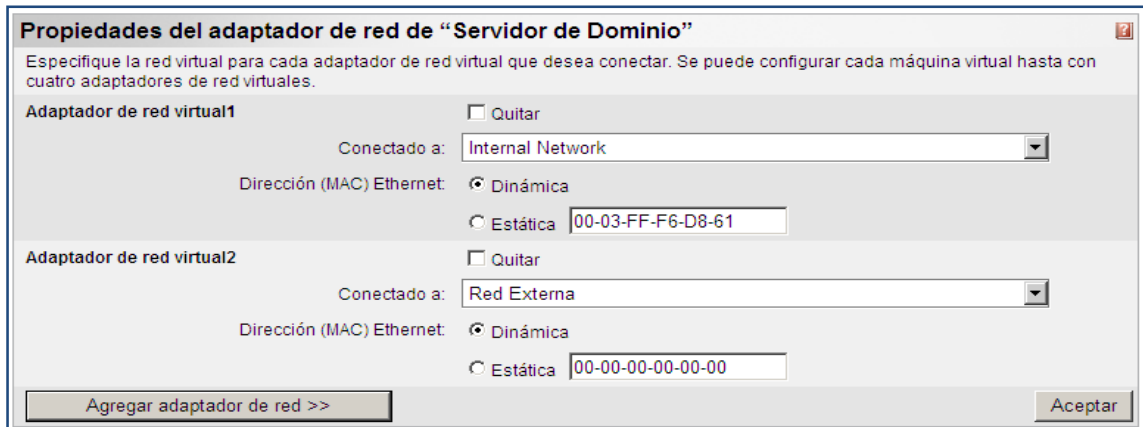 Propiedades del adaptador de red de “Servidor de Dominio”
?
Especifique la red virtual para cada adaptador de red virtual que desea conectar. Se puede configurar cada máquina virtual hasta con
cuatro adaptadores de red virtuales.
Adaptador de red virtual1
Quitar
Conectado a: Internal Network
Dirección (MAC) Ethernet: Dinámica
Estática 00-03-FF-F6-D8-61
Adaptador de red virtual2
Quitar
Conectado a: Red Externa
Dirección (MAC) Ethernet: Dinámica
Estática 00-00-00-00-00-00
Agregar adaptador de red >>
Aceptar